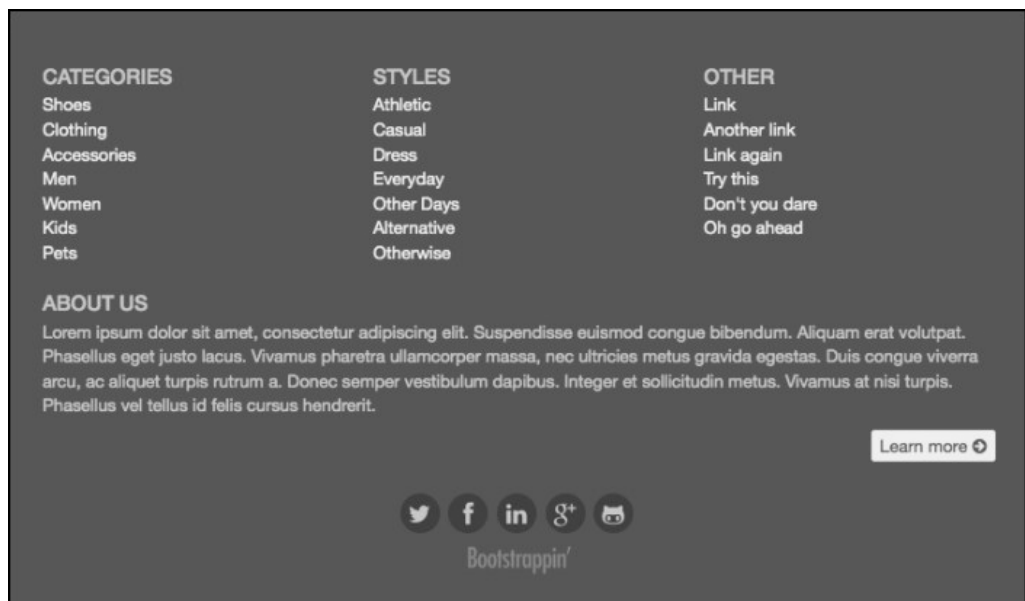 CATEGORIES
Shoes
Clothing
Accessories
Men
Women
Kids
Pets
STYLES
Athletic
Casual
Dress
Everyday
Other Days
Alternative
Otherwise
OTHER
Link
Another link
Link again
Try this
Don't you dare
Oh go ahead
ABOUT US
Lorem ipsum dolor sit amet, consectetur adipiscing elit. Suspendisse euismod congue bibendum. Aliquam erat volutpat.
Phasellus eget justo lacus. Vivamus pharetra ullamcorper massa, nec ultricies metus gravida egestas. Duis congue viverra
arcu, ac aliquet turpis rutrum a. Donec semper vestibulum dapibus. Integer et sollicitudin metus. Vivamus at nisi turpis.
Phasellus vel tellus id felis cursus hendrerit.
Learn more
f in g+
Bootstrappin'